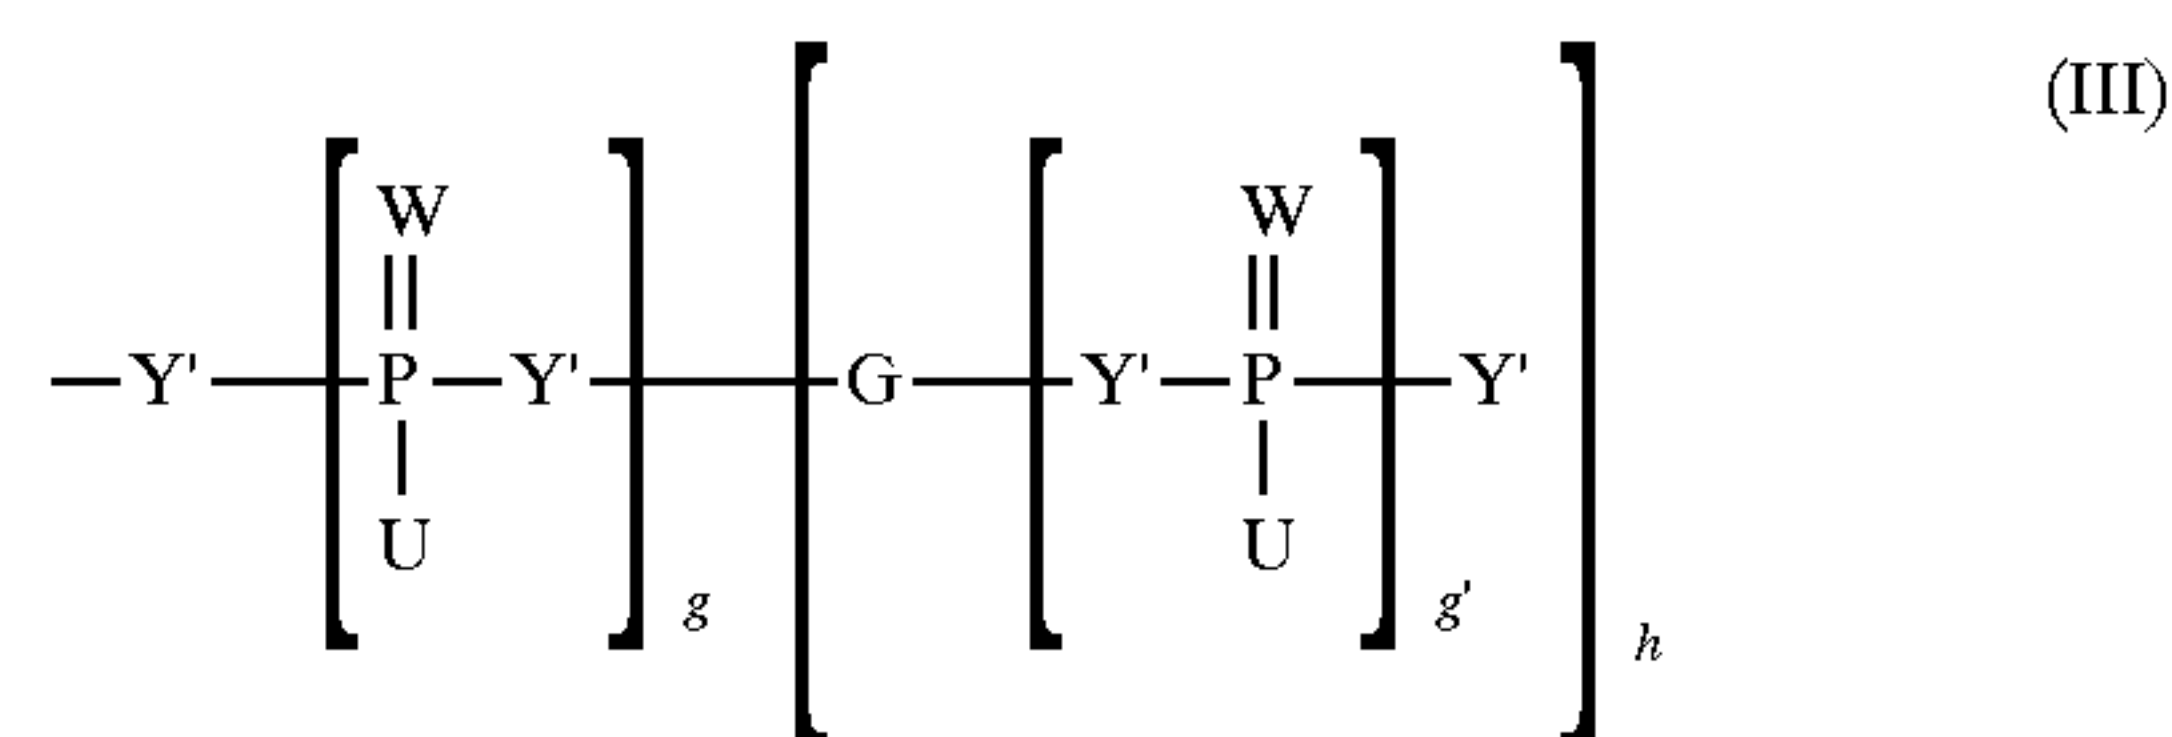 (III)
W W
—Y'—[P—Y'—]—[G—[Y'—P—]—Y']
U U
g g'
h